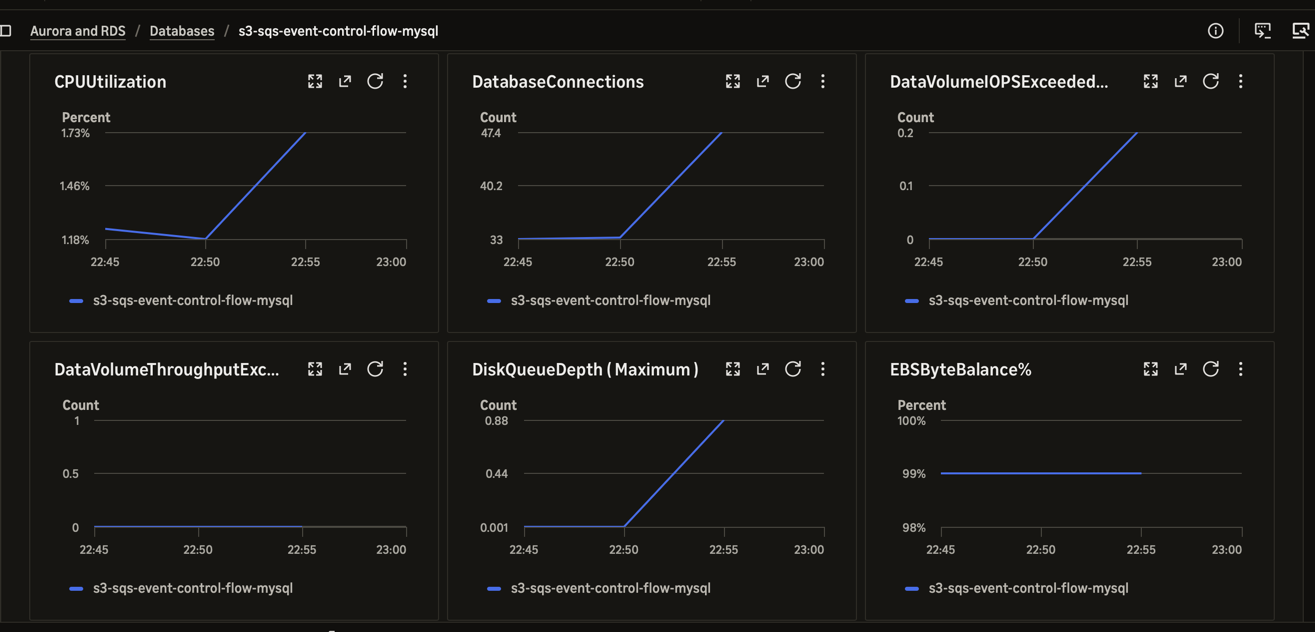 Aurora and RDS / Databases / s3-sqs-event-control-flow-mysql
CPUUtilization
Percent
1.73%
1.46%
1.18%
22:45 22:50 22:55 23:00
s3-sqs-event-control-flow-mysql
DatabaseConnections
Count
47.4
40.2
33
22:45 22:50 22:55 23:00
s3-sqs-event-control-flow-mysql
DataVolumeIOPSExceeded...
Count
0.2
0.1
0
22:45 22:50 22:55 23:00
s3-sqs-event-control-flow-mysql
DataVolumeThroughputExc...
Count
1
0.5
0
22:45 22:50 22:55 23:00
s3-sqs-event-control-flow-mysql
DiskQueueDepth ( Maximum )
Count
0.88
0.44
0.001
22:45 22:50 22:55 23:00
s3-sqs-event-control-flow-mysql
EBSByteBalance%
Percent
100%
99%
98%
22:45 22:50 22:55 23:00
s3-sqs-event-control-flow-mysql